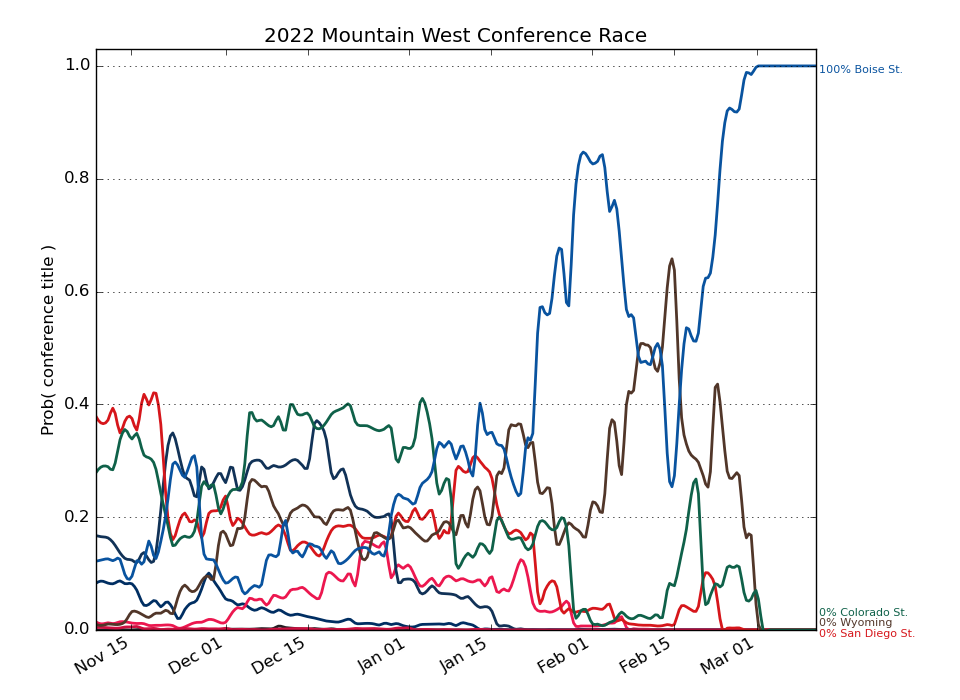 2022 Mountain West Conference Race
Prob( conference title )
1.0
0.8
0.6
0.4
0.2
0.0
100% Boise St.
0% Colorado St.
0% Wyoming
0% San Diego St.
Nov 15
Dec 01
Dec 15
Jan 01
Jan 15
Feb 01
Feb 15
Mar 01